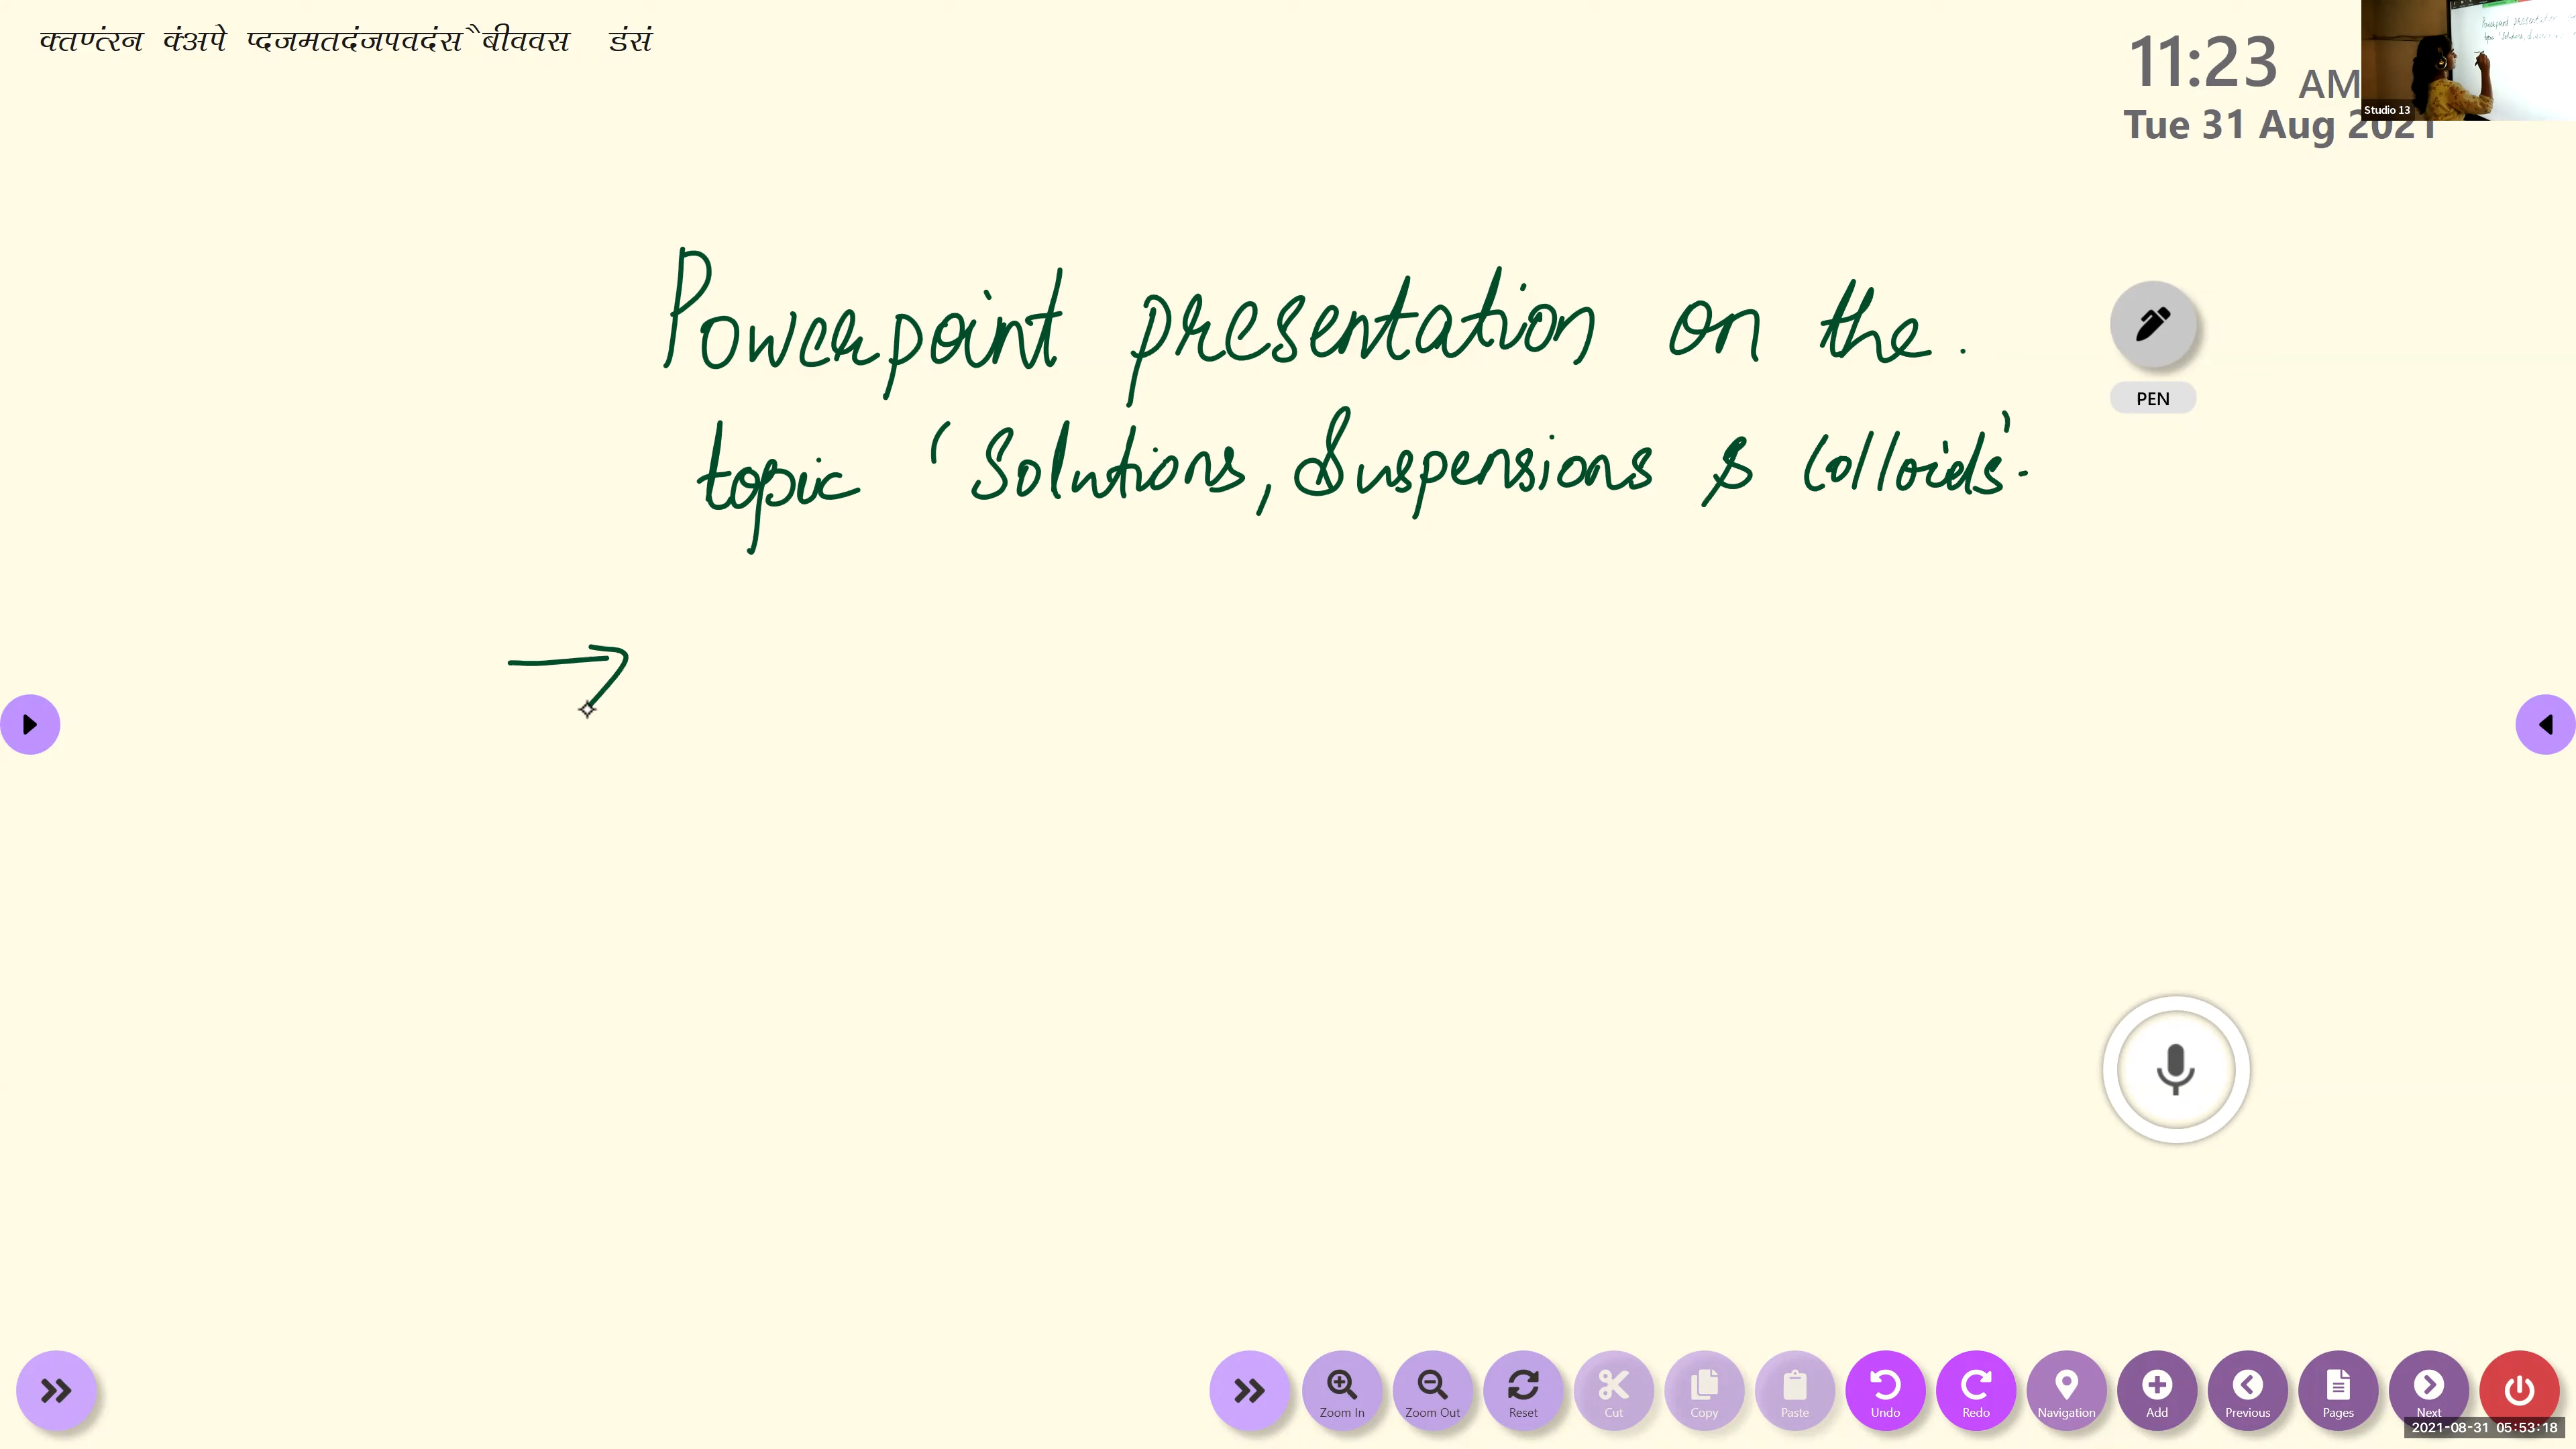 क्तण्त्ंरन क्ंअपे प्दजमतदंजपवदंस ैबीववस डंसं
11:23 AM
Tue 31 Aug 2021
Studio 13
Powerpoint presentation on the.
topic 'Solutions, Suspensions & Colloids'.
PEN
Zoom In Zoom Out Reset Cut Copy Paste Undo Redo Navigation Add Previous Pages Next
2021-08-31 05:53:18